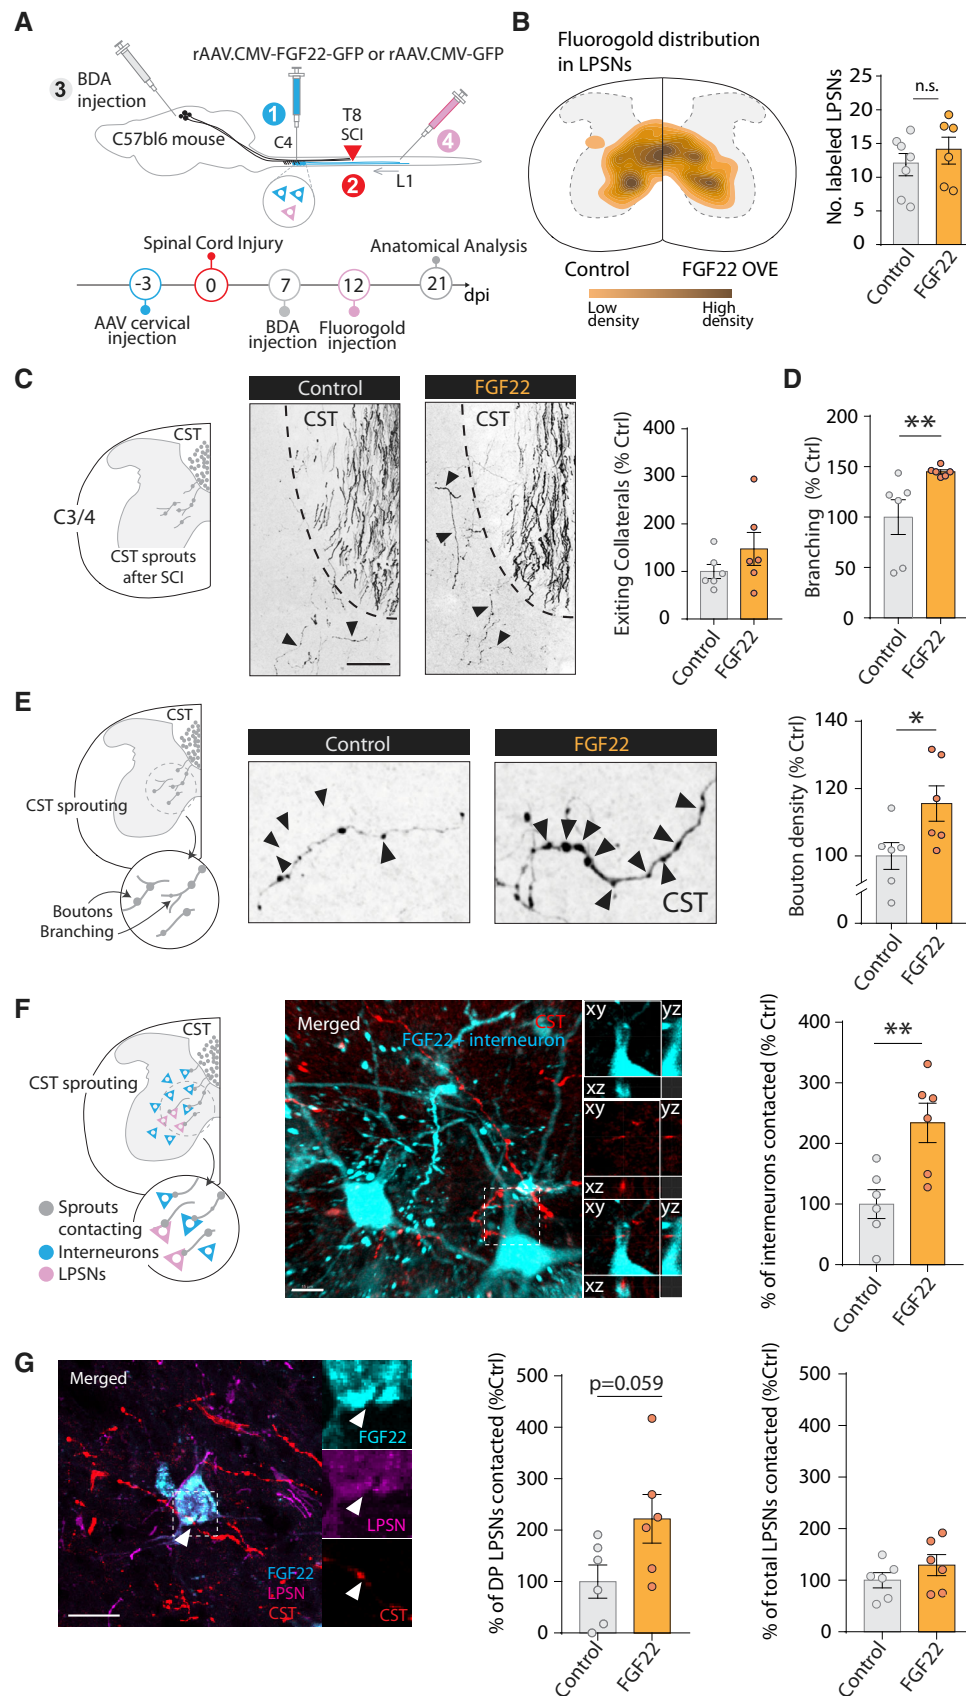 A
rAAV.CMV-FGF22-GFP or rAAV.CMV-GFP
3 BDA
injection
1
C57bl6 mouse
C4
T8
SCI
4
2
L1
Spinal Cord Injury
Anatomical Analysis
-3
0
7
12
21
dpi
AAV cervical
injection
BDA
injection
Fluorogold
injection
B
Fluorogold distribution
in LPSNs
Control
FGF22 OVE
Low
density
High
density
No. labeled LPSNs
n.s.
25
20
15
10
5
0
Control
FGF22
C
CST
C3/4
CST sprouts
after SCI
Control
CST
FGF22
CST
Exiting Collaterals (% Ctrl)
400
300
200
100
0
Control
FGF22
D
Branching (% Ctrl)
**
200
150
100
50
0
Control
FGF22
E
CST
CST sprouting
Boutons
Branching
Control
FGF22
CST
Bouton density (% Ctrl)
*
140
120
100
0
Control
FGF22
F
CST
CST sprouting
Sprouts
contacting
Interneurons
LPSNs
Merged
CST
FGF22+ interneuron
xy
yz
xz
xy
yz
xz
xy
yz
xz
% of interneurons contacted (% Ctrl)
**
400
300
200
100
0
Control
FGF22
G
Merged
FGF22
LPSN
CST
FGF22
LPSN
CST
% of DP LPSNs contacted (%Ctrl)
p=0.059
500
400
300
200
100
0
Control
FGF22
% of total LPSNs contacted (%Ctrl)
500
400
300
200
100
0
Control
FGF22